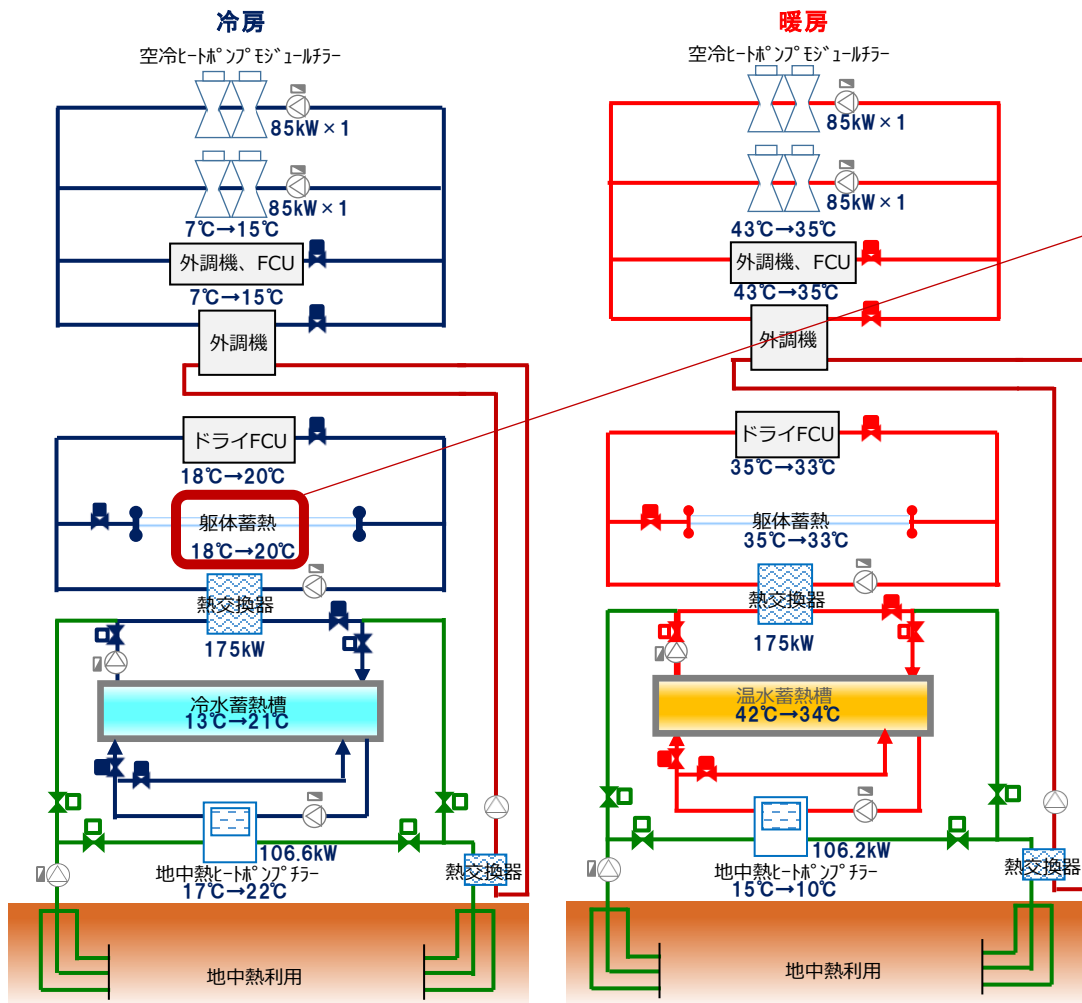 冷房
空冷ﾋｰﾄﾎﾟﾝﾌﾟﾓｼﾞｭｰﾙﾁﾗｰ
85kW×1
85kW×1
7℃→15℃
外調機、FCU
7℃→15℃
外調機
ドライFCU
18℃→20℃
躯体蓄熱
18℃→20℃
熱交換器
175kW
冷水蓄熱槽
13℃→21℃
106.6kW
地中熱ﾋｰﾄﾎﾟﾝﾌﾟﾁﾗｰ
17℃→22℃
熱交換器
地中熱利用
暖房
空冷ﾋｰﾄﾎﾟﾝﾌﾟﾓｼﾞｭｰﾙﾁﾗｰ
85kW×1
85kW×1
43℃→35℃
外調機、FCU
43℃→35℃
外調機
ドライFCU
35℃→33℃
躯体蓄熱
35℃→33℃
熱交換器
175kW
温水蓄熱槽
42℃→34℃
106.2kW
地中熱ﾋｰﾄﾎﾟﾝﾌﾟﾁﾗｰ
15℃→10℃
熱交換器
地中熱利用